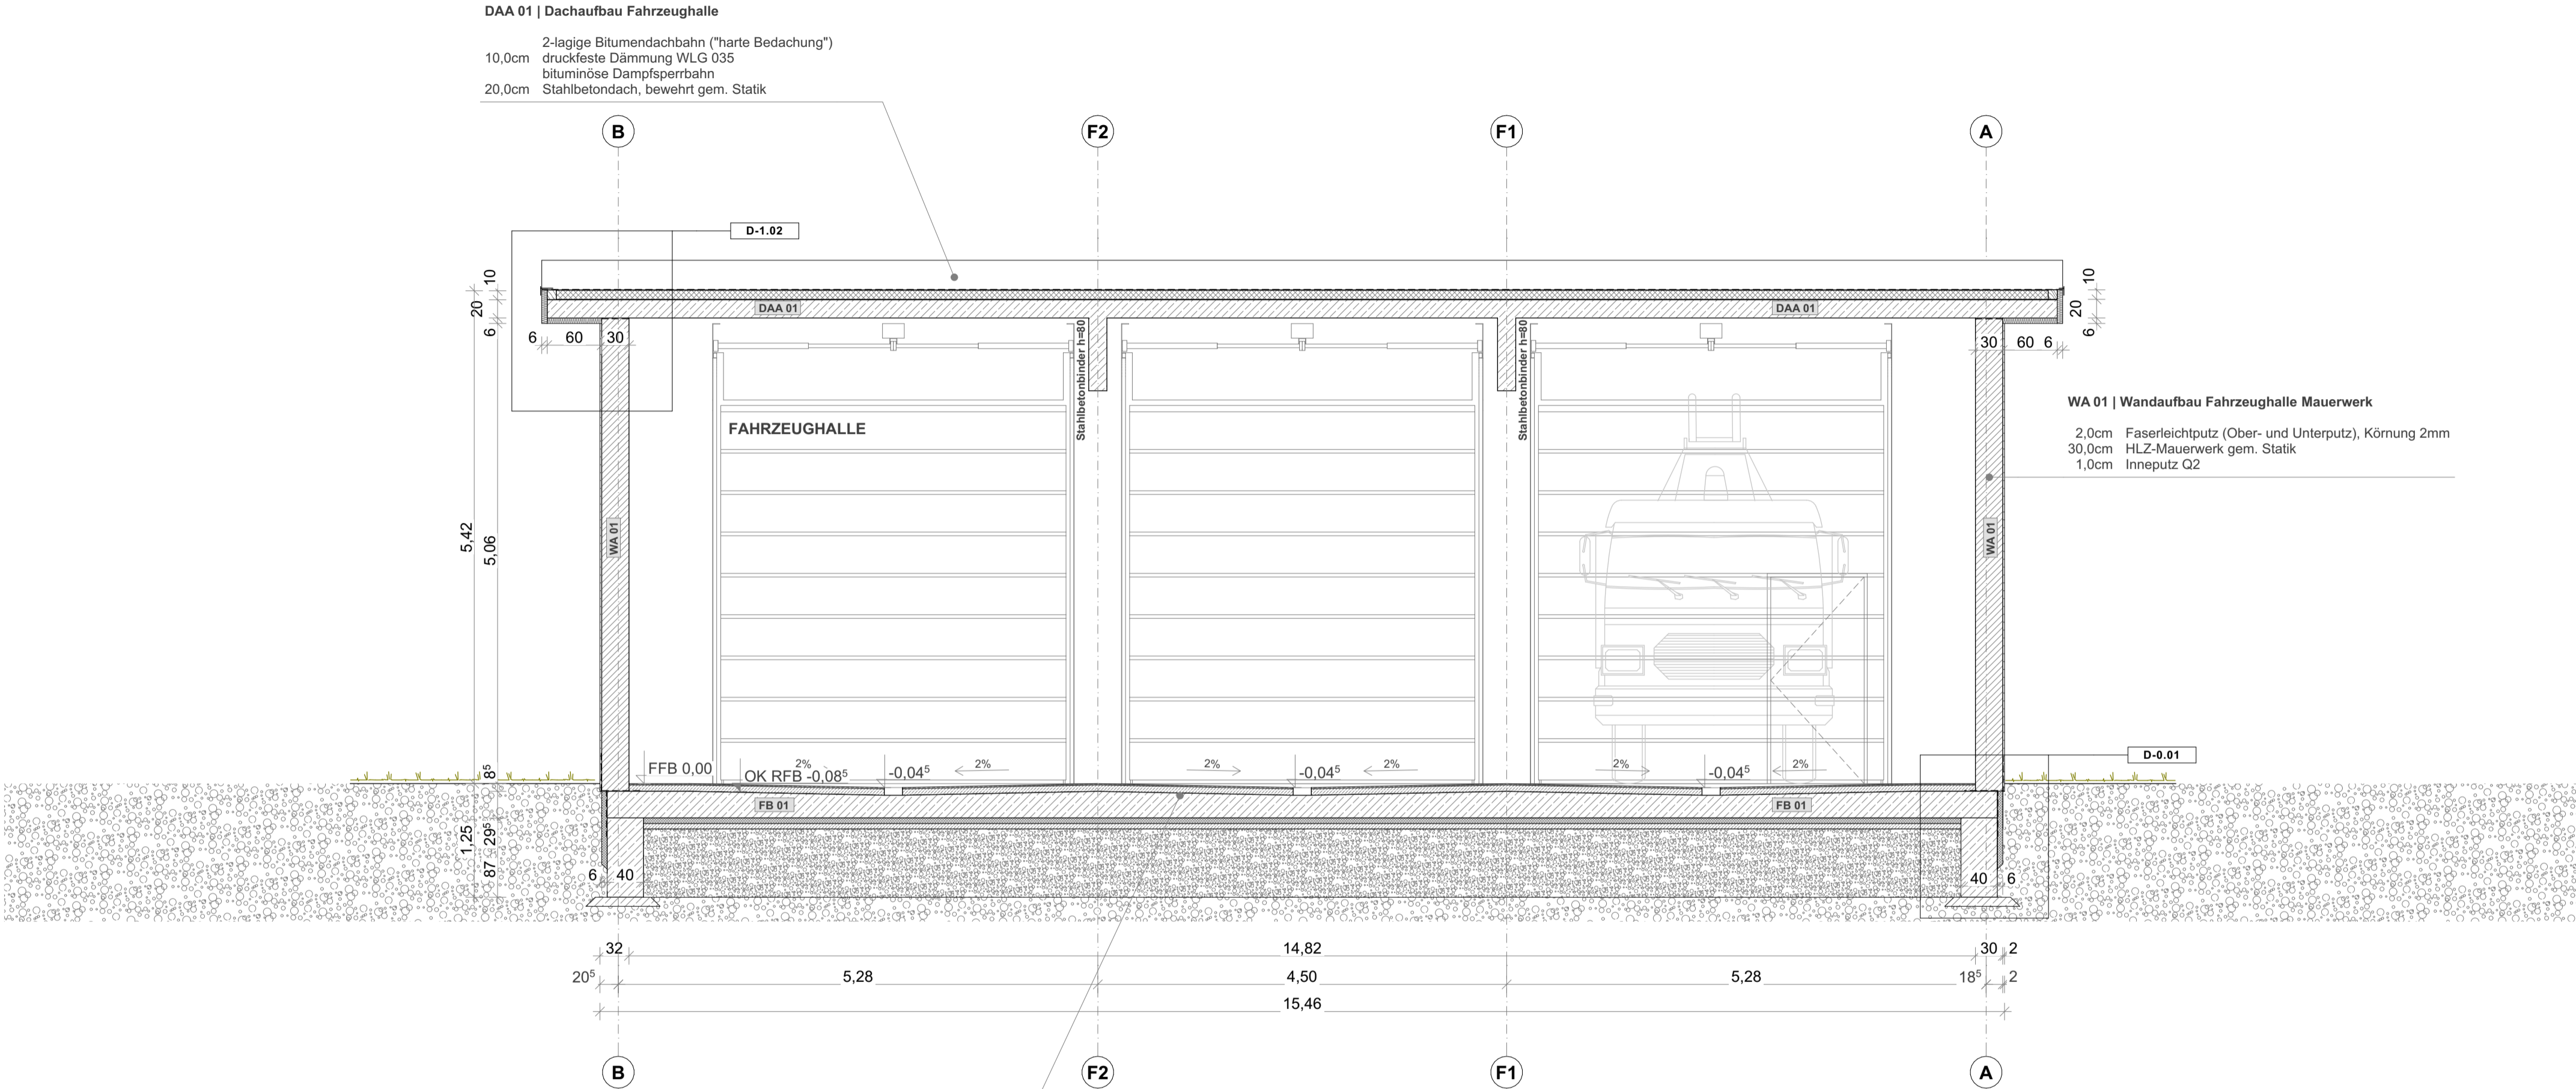 DAA 01 | Dachaufbau Fahrzeughalle
2-lagige Bitumendachbahn ("harte Bedachung")
10,0cm druckfeste Dämmung WLG 035
bituminöse Dampfsperrbahn
20,0cm Stahlbetondach, bewehrt gem. Statik
B F2 F1 A
D-1.02
10
20
6
10
20
6
DAA 01 DAA 01
6 60 30
30 60 6
Stahlbetonbinder h=80
Stahlbetonbinder h=80
FAHRZEUGHALLE
WA 01 | Wandaufbau Fahrzeughalle Mauerwerk
2,0cm Faserleichtputz (Ober- und Unterputz), Körnung 2mm
30,0cm HLZ-Mauerwerk gem. Statik
1,0cm Inneputz Q2
5,42
5,06
WA 01
WA 01
D-0.01
FFB 0,00
OK RFB -0,08⁵
2% -0,04⁵ 2%
2% -0,04⁵ 2%
2% -0,04⁵ 2%
8⁵
FB 01 FB 01
1,25
29⁵
87
6 40
40 6
32 14,82 30 2
20⁵ 5,28 4,50 5,28 18⁵ 2
15,46
B F2 F1 A